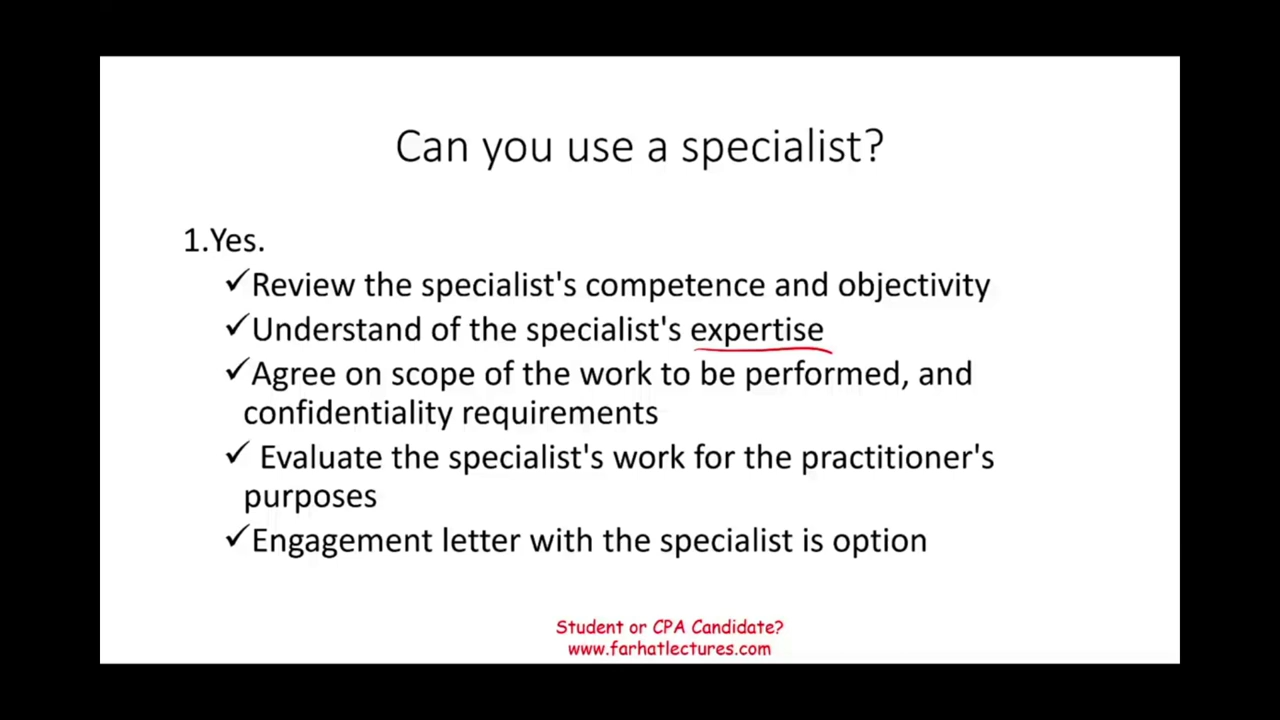 Can you use a specialist?
1.Yes.
✓Review the specialist's competence and objectivity
✓Understand of the specialist's expertise
✓Agree on scope of the work to be performed, and
confidentiality requirements
✓ Evaluate the specialist's work for the practitioner's
purposes
✓Engagement letter with the specialist is option
Student or CPA Candidate?
www.farhatlectures.com